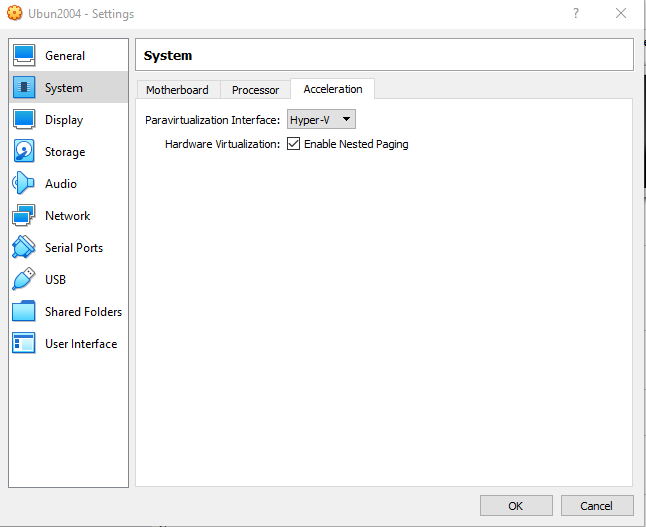 Ubun2004 - Settings
General
System
Display
Storage
Audio
Network
Serial Ports
USB
Shared Folders
User Interface
System
Motherboard Processor Acceleration
Paravirtualization Interface: Hyper-V
Hardware Virtualization: Enable Nested Paging
OK Cancel